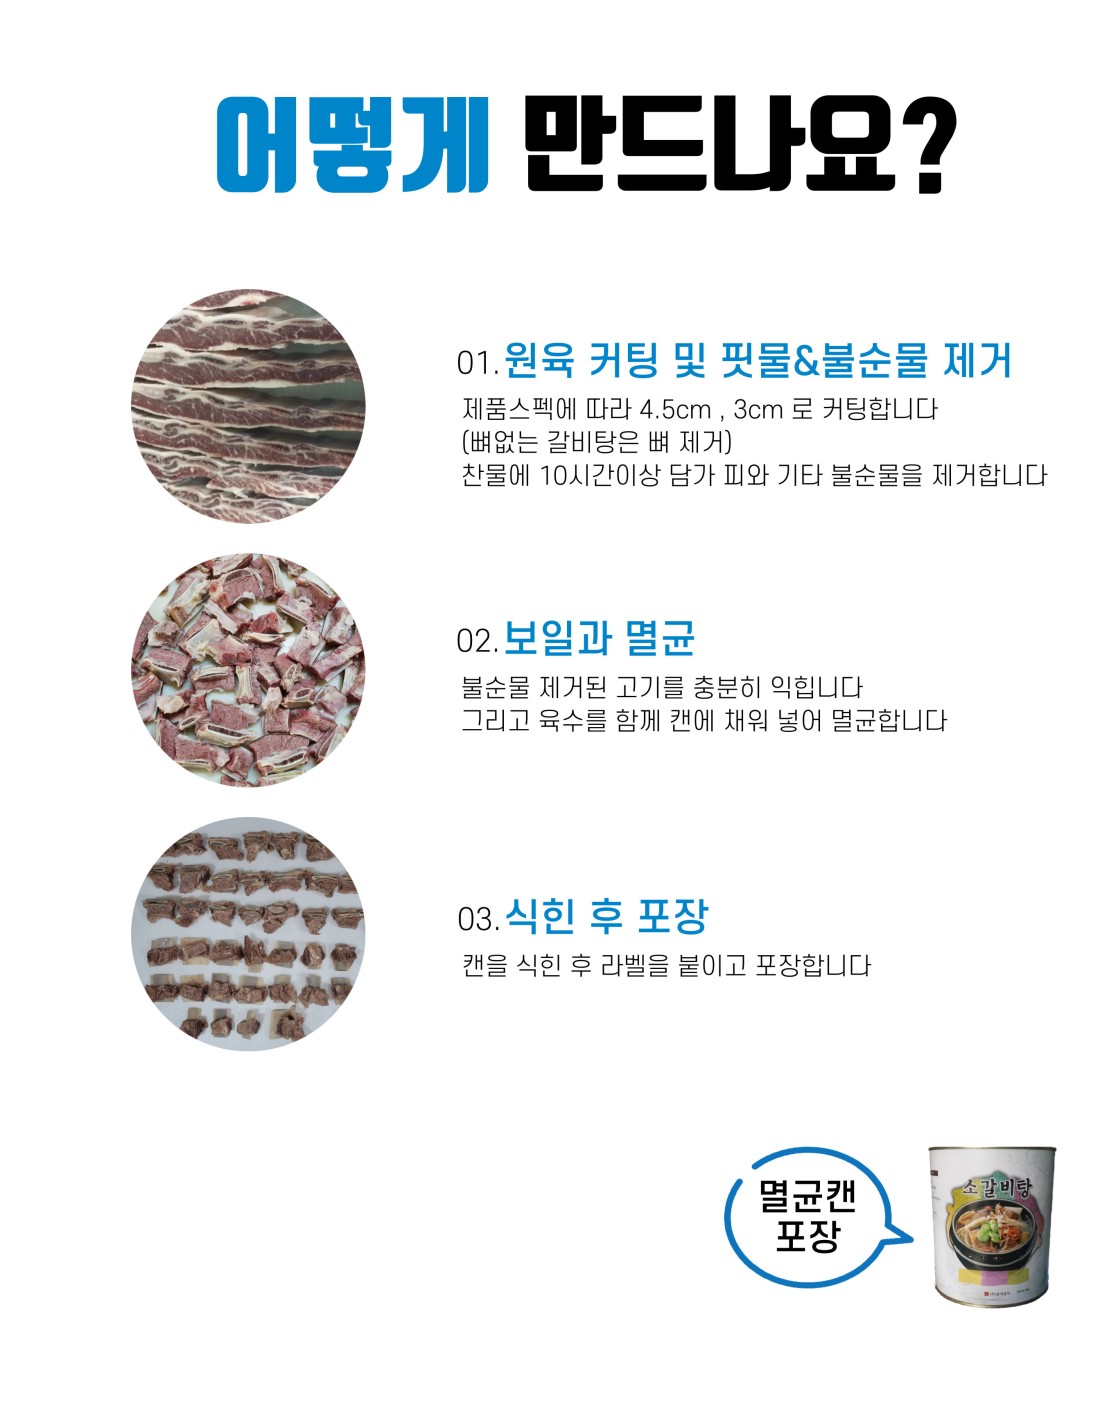 어떻게 만드나요?
01.원육 커팅 및 핏물&불순물 제거
제품스펙에 따라 4.5cm , 3cm 로 커팅합니다
(뼈없는 갈비탕은 뼈 제거)
찬물에 10시간이상 담가 피와 기타 불순물을 제거합니다
02.보일과 멸균
불순물 제거된 고기를 충분히 익힙니다
그리고 육수를 함께 캔에 채워 넣어 멸균합니다
03.식힌 후 포장
캔을 식힌 후 라벨을 붙이고 포장합니다
멸균캔
포장
소갈비탕